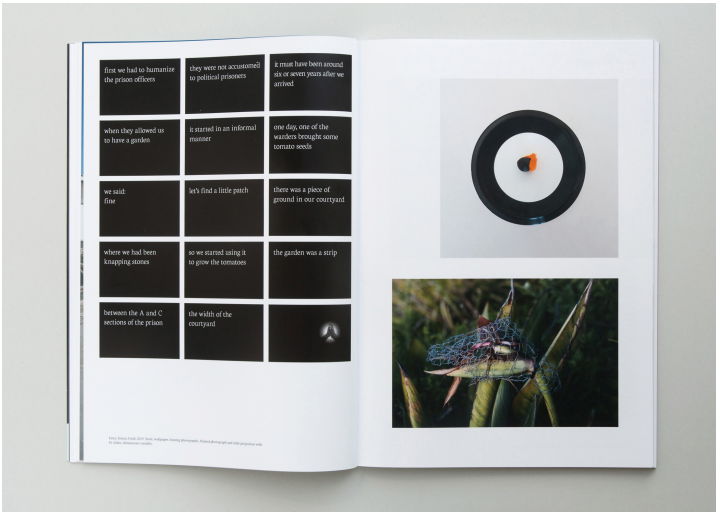 first we had to humanize
the prison officers
they were not accustomed
to political prisoners
it must have been around
six or seven years after we
arrived
when they allowed us
to have a garden
it started in an informal
manner
one day, one of the
warders brought some
tomato seeds
we said:
fine
let's find a little patch
there was a piece of
ground in our courtyard
where we had been
knapping stones
so we started using it
to grow the tomatoes
the garden was a strip
between the A and C
sections of the prison
the width of the
courtyard